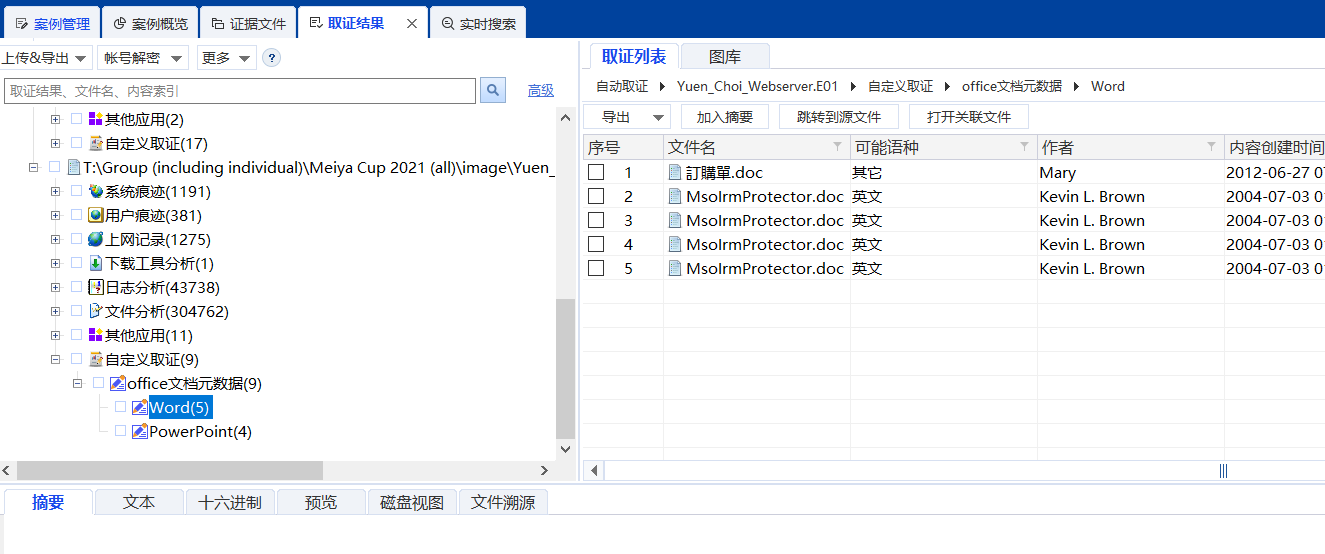 案例管理 案例概览 证据文件 取证结果 实时搜索
上传&导出 帐号解密 更多 ?
取证结果、文件名、内容索引 高级
其他应用(2)
自定义取证(17)
T:\Group (including individual)\Meiya Cup 2021 (all)\image\Yuen_
系统痕迹(1191)
用户痕迹(381)
上网记录(1275)
下载工具分析(1)
日志分析(43738)
文件分析(304762)
其他应用(11)
自定义取证(9)
office文档元数据(9)
Word(5)
PowerPoint(4)
取证列表 图库
自动取证 Yuen_Choi_Webserver.E01 自定义取证 office文档元数据 Word
导出 加入摘要 跳转到源文件 打开关联文件
序号 文件名 可能语种 作者 内容创建时间
1 訂購單.doc 其它 Mary 2012-06-27 07
2 MsoIrmProtector.doc 英文 Kevin L. Brown 2004-07-03 01
3 MsoIrmProtector.doc 英文 Kevin L. Brown 2004-07-03 01
4 MsoIrmProtector.doc 英文 Kevin L. Brown 2004-07-03 01
5 MsoIrmProtector.doc 英文 Kevin L. Brown 2004-07-03 01
摘要 文本 十六进制 预览 磁盘视图 文件溯源